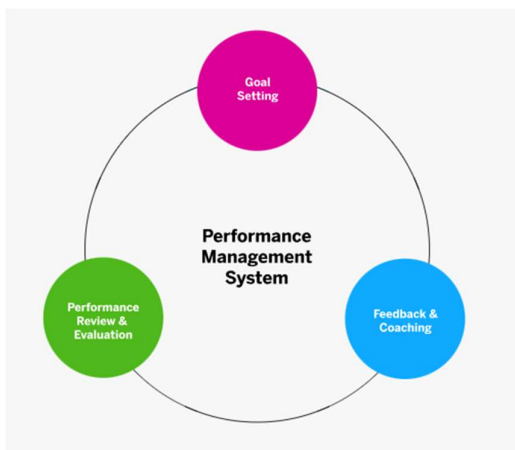 Goal
Setting
Performance
Management
System
Performance
Review &
Evaluation
Feedback &
Coaching